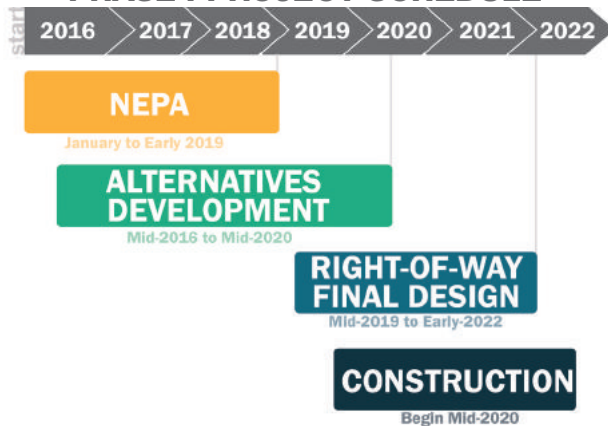 start
2016 2017 2018 2019 2020 2021 2022
NEPA
January to Early 2019
ALTERNATIVES
DEVELOPMENT
Mid-2016 to Mid-2020
RIGHT-OF-WAY
FINAL DESIGN
Mid-2019 to Early-2022
CONSTRUCTION
Begin Mid-2020